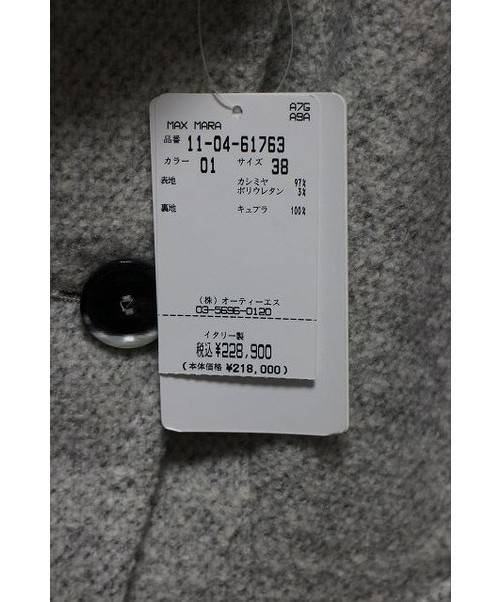 A7G
MAX MARA A9A
品番 11-04-61763
カラー 01 サイズ 38
表地 カシミヤ 97%
ポリウレタン 3%
裏地 キュプラ 100%
(株)オーティーエス
03-5696-0120
イタリー製
税込¥228,900
(本体価格 ¥218,000)